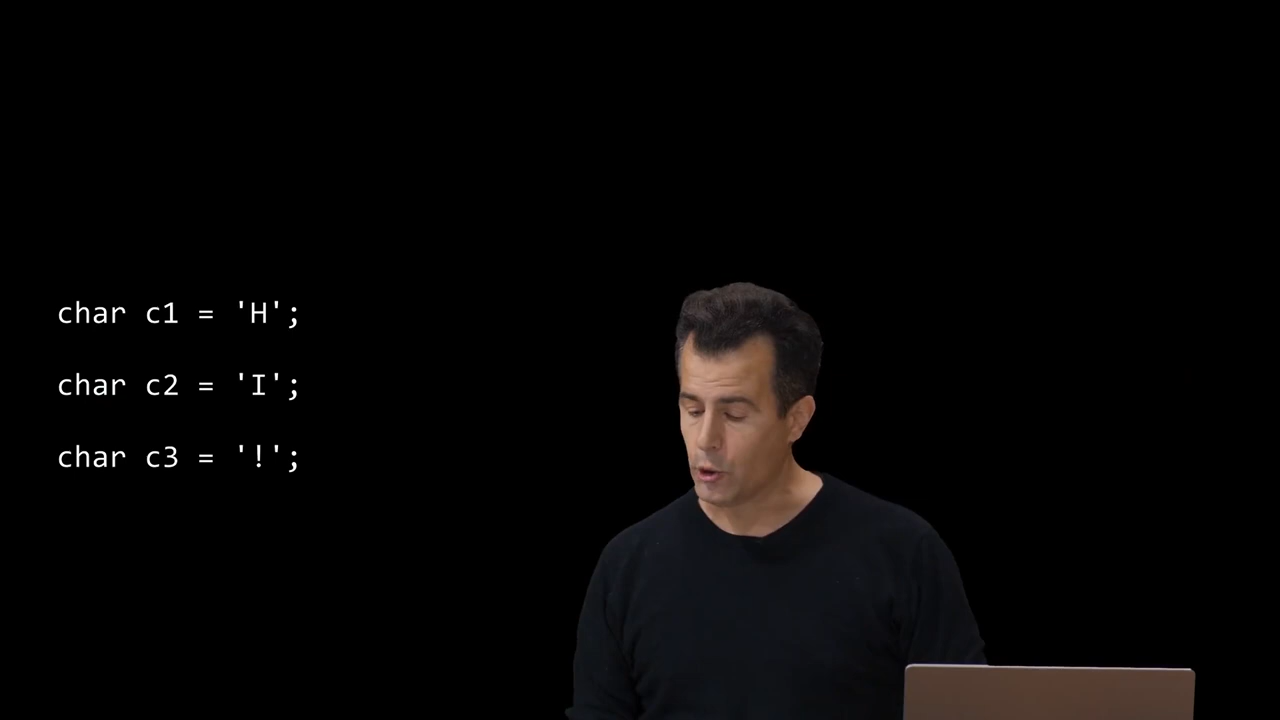 char c1 = 'H';
char c2 = 'I';
char c3 = '!';